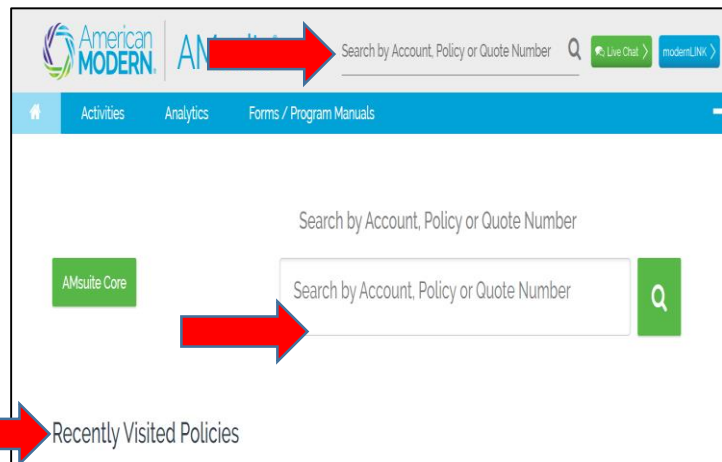 American
MODERN.
Search by Account, Policy or Quote Number
Live Chat
modernLINK
Activities Analytics Forms / Program Manuals
Search by Account, Policy or Quote Number
AMsuite Core
Search by Account, Policy or Quote Number
Recently Visited Policies